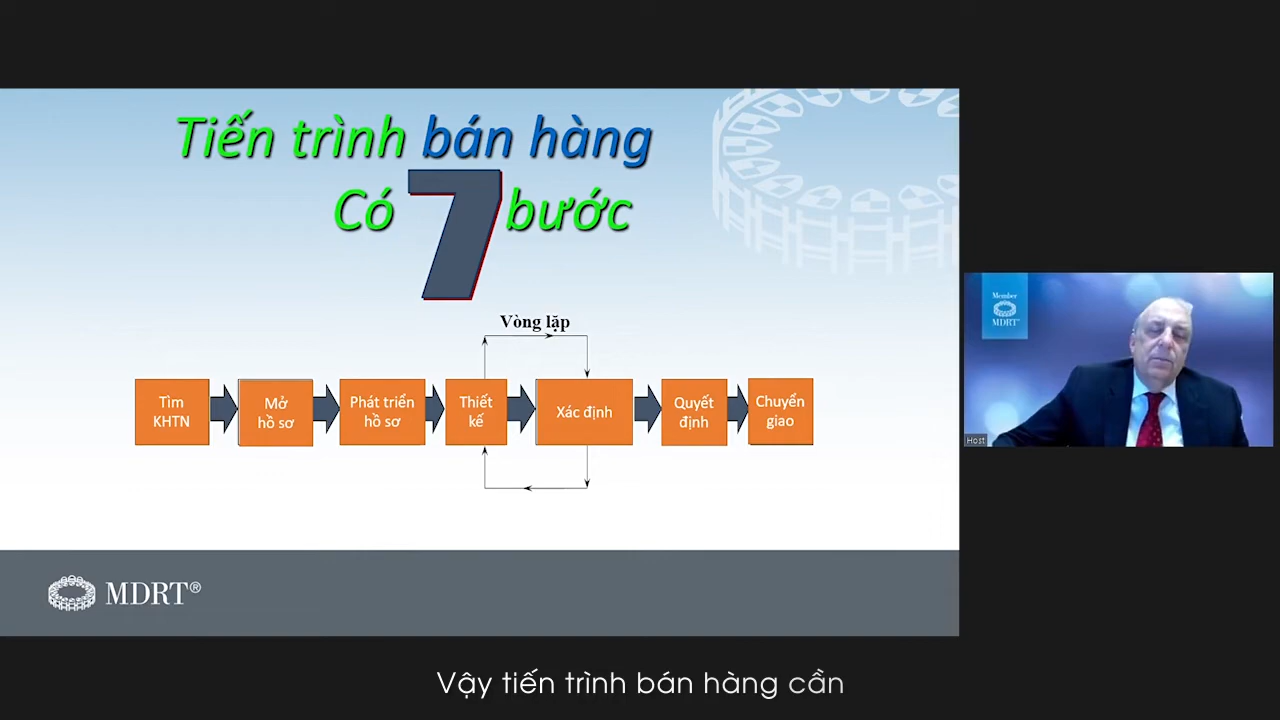 Tiến trình bán hàng
Có 7 bước
Vòng lặp
Tìm
KHTN
Mở
hồ sơ
Phát triển
hồ sơ
Thiết
kế
Xác định
Quyết
định
Chuyển
giao
Member
MDRT®
Host
MDRT®
Vậy tiến trình bán hàng cần